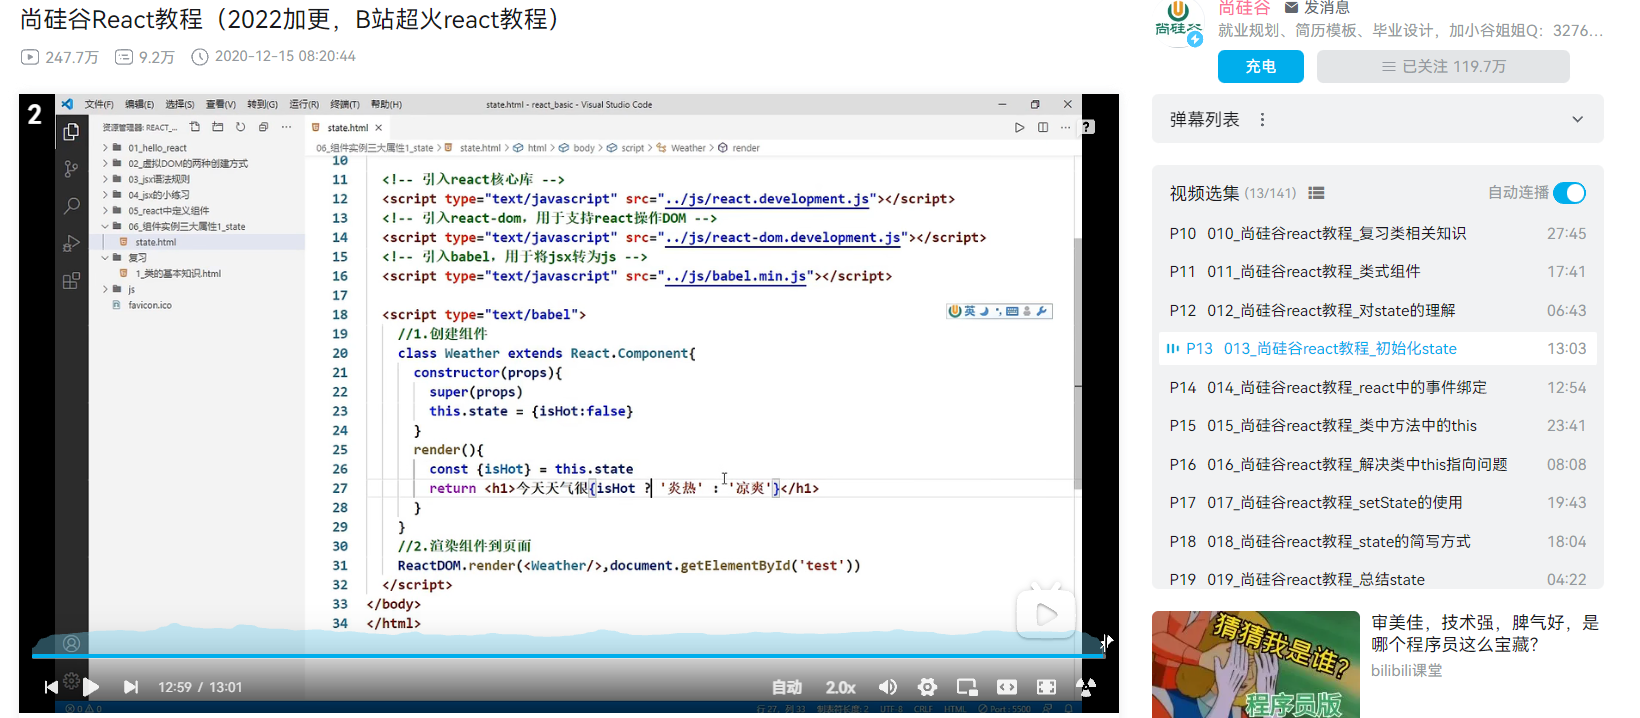 尚硅谷React教程（2022加更，B站超火react教程）
247.7万 9.2万 2020-12-15 08:20:44
尚硅谷 发消息
尚硅谷
就业规划、简历模板、毕业设计，加小谷姐姐Q：3276...
充电
已关注 119.7万
2
文件(F) 编辑(E) 选择(S) 查看(V) 转到(G) 运行(R) 终端(T) 帮助(H)
state.html - react_basic - Visual Studio Code
资源管理器: REACT_...
01_hello_react
02_虚拟DOM的两种创建方式
03_jsx语法规则
04_jsx的小练习
05_react中定义组件
06_组件实例三大属性1_state
state.html
复习
1_类的基本知识.html
js
favicon.ico
state.html
?
06_组件实例三大属性1_state > state.html > html > body > script > Weather > render
10
11 <!-- 引入react核心库 -->
12 <script type="text/javascript" src="../js/react.development.js"></script>
13 <!-- 引入react-dom，用于支持react操作DOM -->
14 <script type="text/javascript" src="../js/react-dom.development.js"></script>
15 <!-- 引入babel，用于将jsx转为js -->
16 <script type="text/javascript" src="../js/babel.min.js"></script>
17
18 <script type="text/babel">
19 //1.创建组件
20 class Weather extends React.Component{
21 constructor(props){
22 super(props)
23 this.state = {isHot:false}
24 }
25 render(){
26 const {isHot} = this.state
27 return <h1>今天天气很{isHot ? '炎热' : '凉爽'}</h1>
28 }
29 }
30 //2.渲染组件到页面
31 ReactDOM.render(<Weather/>,document.getElementById('test'))
32 </script>
33 </body>
34 </html>
英
12:59 / 13:01
自动 2.0x
0 0
行 27，列 33 制表符长度: 2 UTF-8 CRLF HTML Port : 5500
弹幕列表
视频选集 (13/141) 自动连播
P10 010_尚硅谷react教程_复习类相关知识 27:45
P11 011_尚硅谷react教程_类式组件 17:41
P12 012_尚硅谷react教程_对state的理解 06:43
P13 013_尚硅谷react教程_初始化state 13:03
P14 014_尚硅谷react教程_react中的事件绑定 12:54
P15 015_尚硅谷react教程_类中方法中的this 23:41
P16 016_尚硅谷react教程_解决类中this指向问题 08:08
P17 017_尚硅谷react教程_setState的使用 19:43
P18 018_尚硅谷react教程_state的简写方式 18:04
P19 019_尚硅谷react教程_总结state 04:22
猜猜我是谁?
程序员版
审美佳，技术强，脾气好，是
哪个程序员这么宝藏？
bilibili课堂